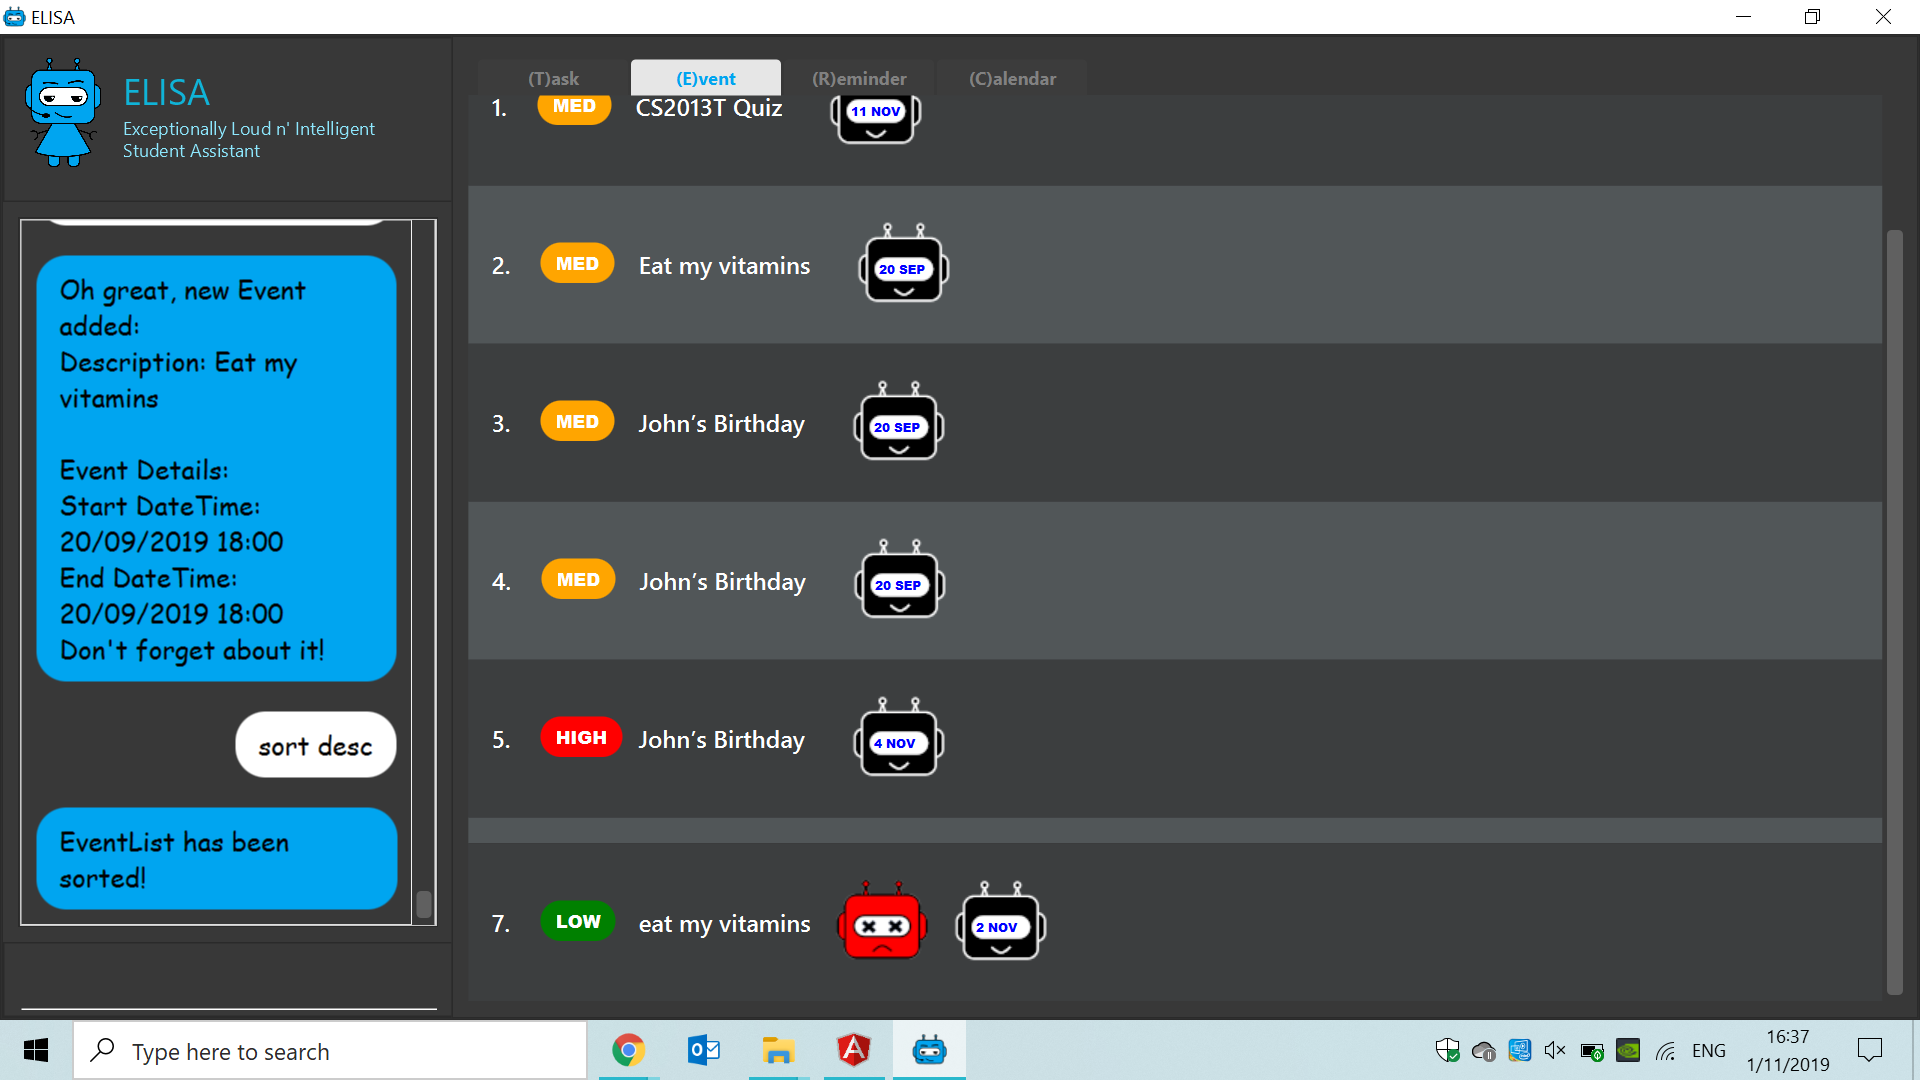 ELISA
ELISA
Exceptionally Loud n' Intelligent
Student Assistant
Oh great, new Event
added:
Description: Eat my
vitamins
Event Details:
Start DateTime:
20/09/2019 18:00
End DateTime:
20/09/2019 18:00
Don't forget about it!
sort desc
EventList has been
sorted!
(T)ask (E)vent (R)eminder (C)alendar
1. MED CS2013T Quiz 11 NOV
2. MED Eat my vitamins 20 SEP
3. MED John’s Birthday 20 SEP
4. MED John’s Birthday 20 SEP
5. HIGH John’s Birthday 4 NOV
7. LOW eat my vitamins 2 NOV
Type here to search
ENG
16:37
1/11/2019